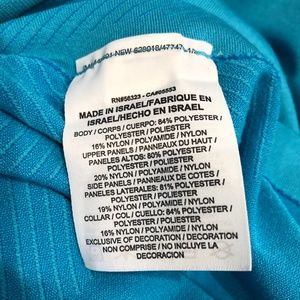 RN#56323 - CA#05553
MADE IN ISRAEL/FABRIQUE EN
ISRAEL/HECHO EN ISRAEL
BODY / CORPS / CUERPO: 84% POLYESTER
/ POLYESTER / POLIESTER
16% NYLON / POLYAMIDE / NYLON
UPPER PANELS / PANNEAUX DU HAUT /
PANELES ALTOS: 80% POLYESTER /
POLYESTER / POLIESTER
20% NYLON / POLYAMIDE / NYLON
SIDE PANELS / PANNEAUX DE COTES /
PANELES LATERALES: 81% POLYESTER /
POLYESTER / POLIESTER
19% NYLON / POLYAMIDE / NYLON
COLLAR / COL / CUELLO: 84% POLYESTER
/ POLYESTER / POLIESTER
16% NYLON / POLYAMIDE / NYLON
EXCLUSIVE OF DECORATION / DECORATION
NON COMPRISE / NO INCLUYE LA
DECORACION